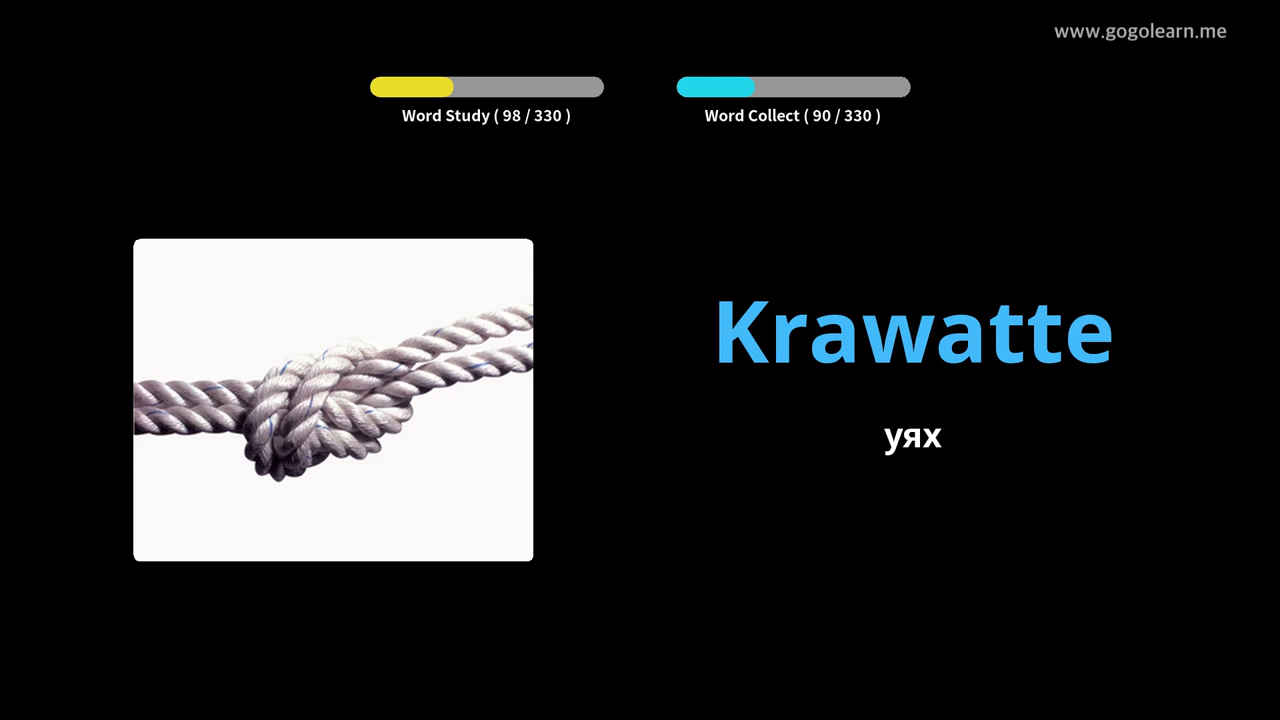 www.gogolearn.me
Word Study ( 98 / 330 )
Word Collect ( 90 / 330 )
Krawatte
уях